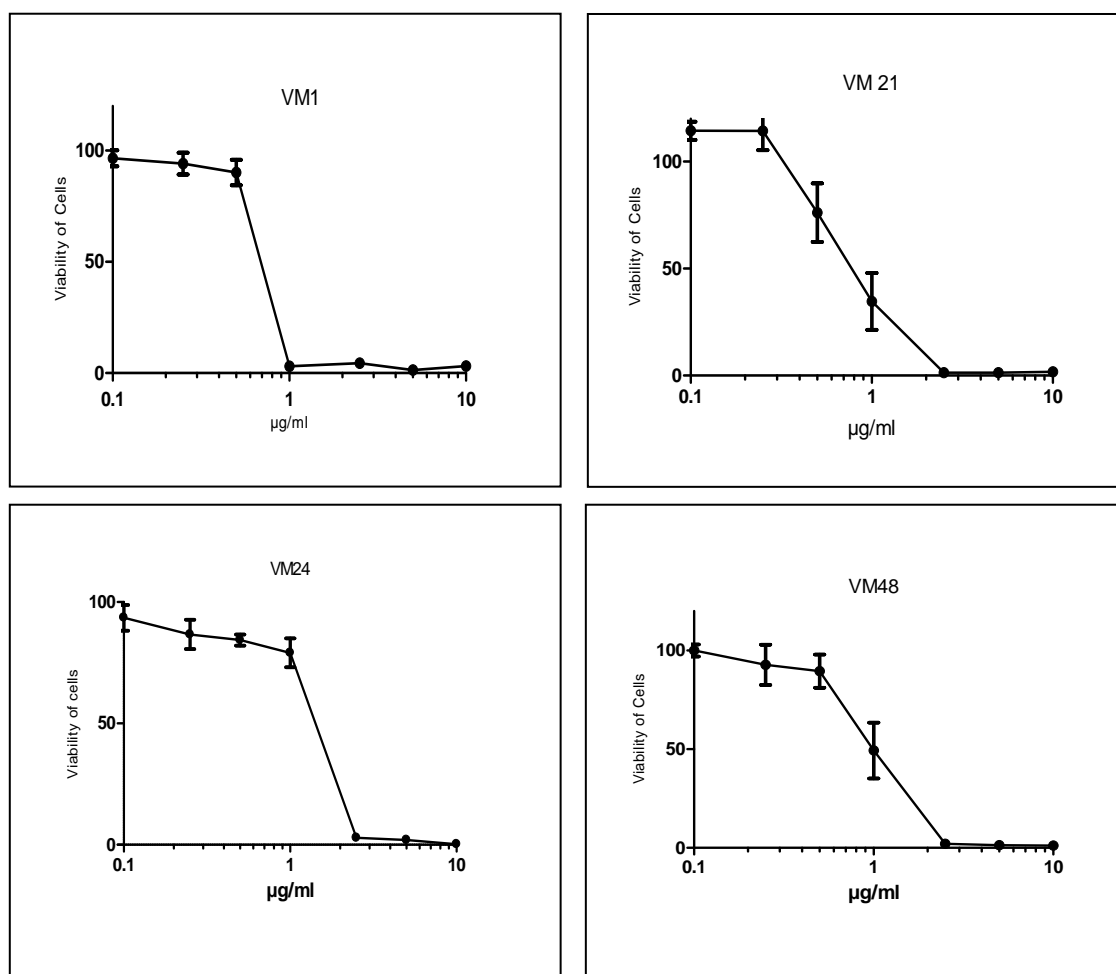 VM1
Viability of Cells
100
50
0
0.1 1 10
µg/ml
VM 21
Viability of Cells
100
50
0
0.1 1 10
µg/ml
VM24
Viability of cells
100
50
0
0.1 1 10
µg/ml
VM48
Viability of Cells
100
50
0
0.1 1 10
µg/ml